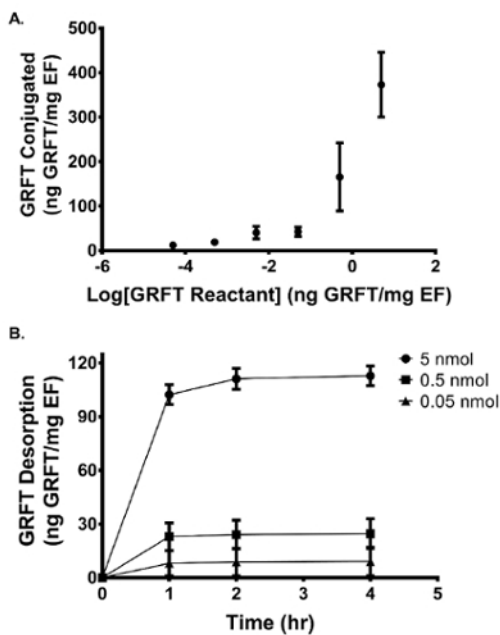 A.
GRFT Conjugated
(ng GRFT/mg EF)
500
400
300
200
100
0
-6
-4
-2
0
2
Log[GRFT Reactant] (ng GRFT/mg EF)
B.
GRFT Desorption
(ng GRFT/mg EF)
120
90
60
30
0
0
1
2
3
4
5
Time (hr)
5 nmol
0.5 nmol
0.05 nmol